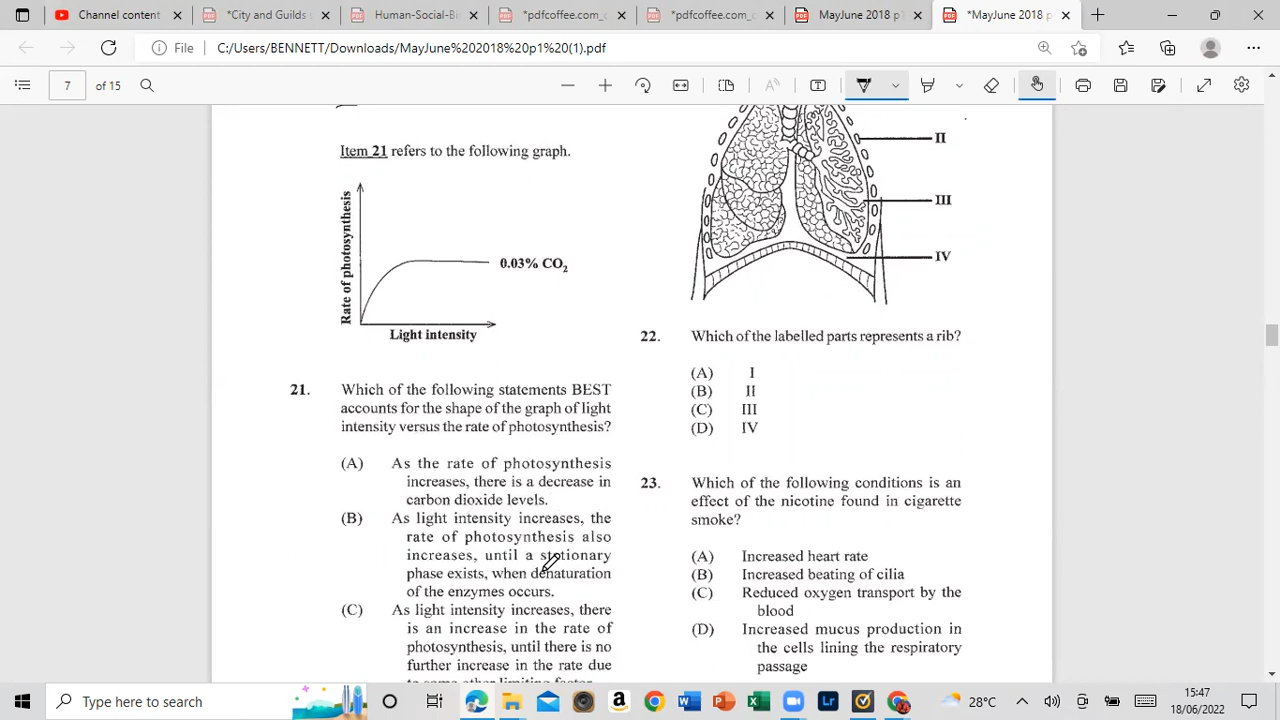 Content cann
*City and Guilds
Human-Social-Bi
*pdfcoffee.com_c
*pdfcoffee.com_c
MayJune 2018 p
*MayJune 2018 p
File
C:/Users/BENNETT/Downloads/MayJune%202018%20p1%20(1).pdf
7 of 15
Item 21 refers to the following graph.
Rate of photosynthesis
0.03% CO2
Light intensity
21. Which of the following statements BEST
accounts for the shape of the graph of light
intensity versus the rate of photosynthesis?
(A) As the rate of photosynthesis
increases, there is a decrease in
carbon dioxide levels.
(B) As light intensity increases, the
rate of photosynthesis also
increases, until a stationary
phase exists, when denaturation
of the enzymes occurs.
(C) As light intensity increases, there
is an increase in the rate of
photosynthesis, until there is no
further increase in the rate due
to some other limiting factor
II
III
IV
22. Which of the labelled parts represents a rib?
(A) I
(B) II
(C) III
(D) IV
23. Which of the following conditions is an
effect of the nicotine found in cigarette
smoke?
(A) Increased heart rate
(B) Increased beating of cilia
(C) Reduced oxygen transport by the
blood
(D) Increased mucus production in
the cells lining the respiratory
passage
Type here to search
28°C
15:47
18/06/2022